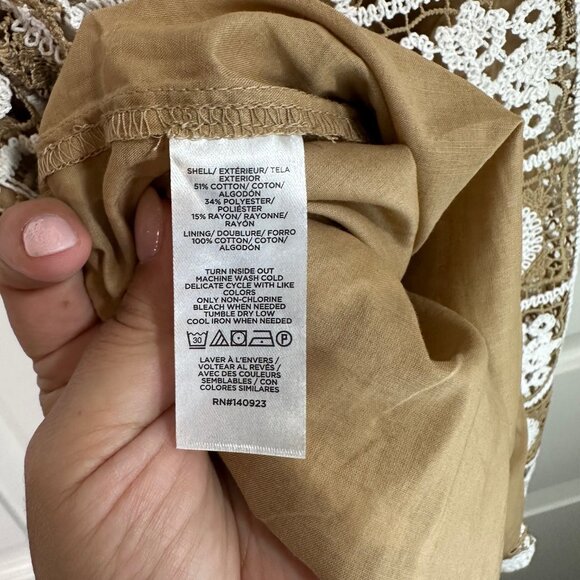 SHELL/ EXTÉRIEUR/ TELA
EXTERIOR
51% COTTON/ COTON/
ALGODÓN
34% POLYESTER/
POLIÉSTER
15% RAYON/ RAYONNE/
RAYÓN
LINING/ DOUBLURE/ FORRO
100% COTTON/ COTON/
ALGODÓN
TURN INSIDE OUT
MACHINE WASH COLD
DELICATE CYCLE WITH LIKE
COLORS
ONLY NON-CHLORINE
BLEACH WHEN NEEDED
TUMBLE DRY LOW
COOL IRON WHEN NEEDED
30 P
LAVER À L'ENVERS /
VOLTEAR AL REVÉS /
AVEC DES COULEURS
SEMBLABLES / CON
COLORES SIMILARES
RN#140923